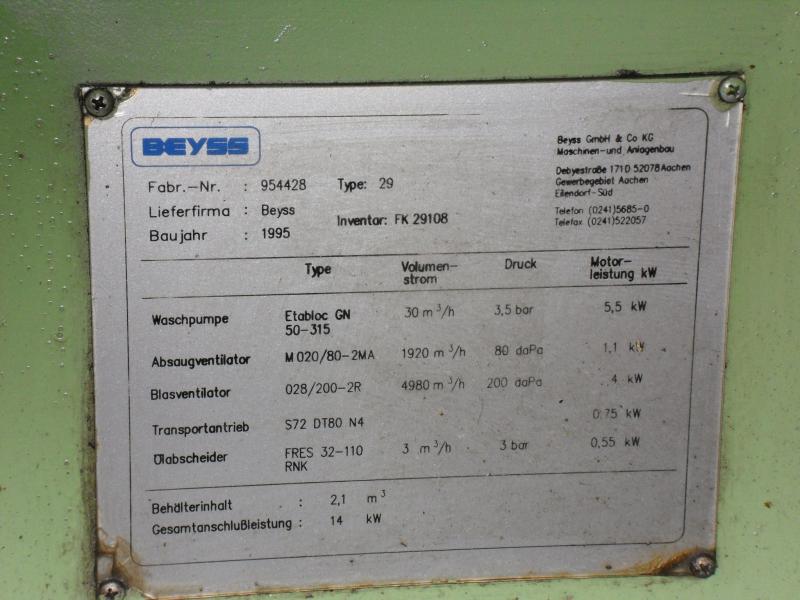 BEYSS
Beyss GmbH & Co KG
Maschinen-und Anlagenbau
Debyestraße 171D 52078 Aachen
Gewerbegebiet Aachen
Eilendorf-Süd
Telefon (0241)5685-0
Telefax (0241)522057
Fabr.-Nr. : 954428 Type: 29
Lieferfirma : Beyss
Inventar: FK 29108
Baujahr : 1995
Type Volumen- Druck Motor-
strom leistung kW
Waschpumpe Etabloc GN 30 m³/h 3,5 bar 5,5 kW
50-315
Absaugventilator M 020/80-2MA 1920 m³/h 80 daPa 1,1 kW
Blasventilator 028/200-2R 4980 m³/h 200 daPa 4 kW
Transportantrieb S72 DT80 N4 0.75 kW
Ölabscheider FRES 32-110 3 m³/h 3 bar 0,55 kW
RNK
Behälterinhalt : 2,1 m³
Gesamtanschlußleistung : 14 kW